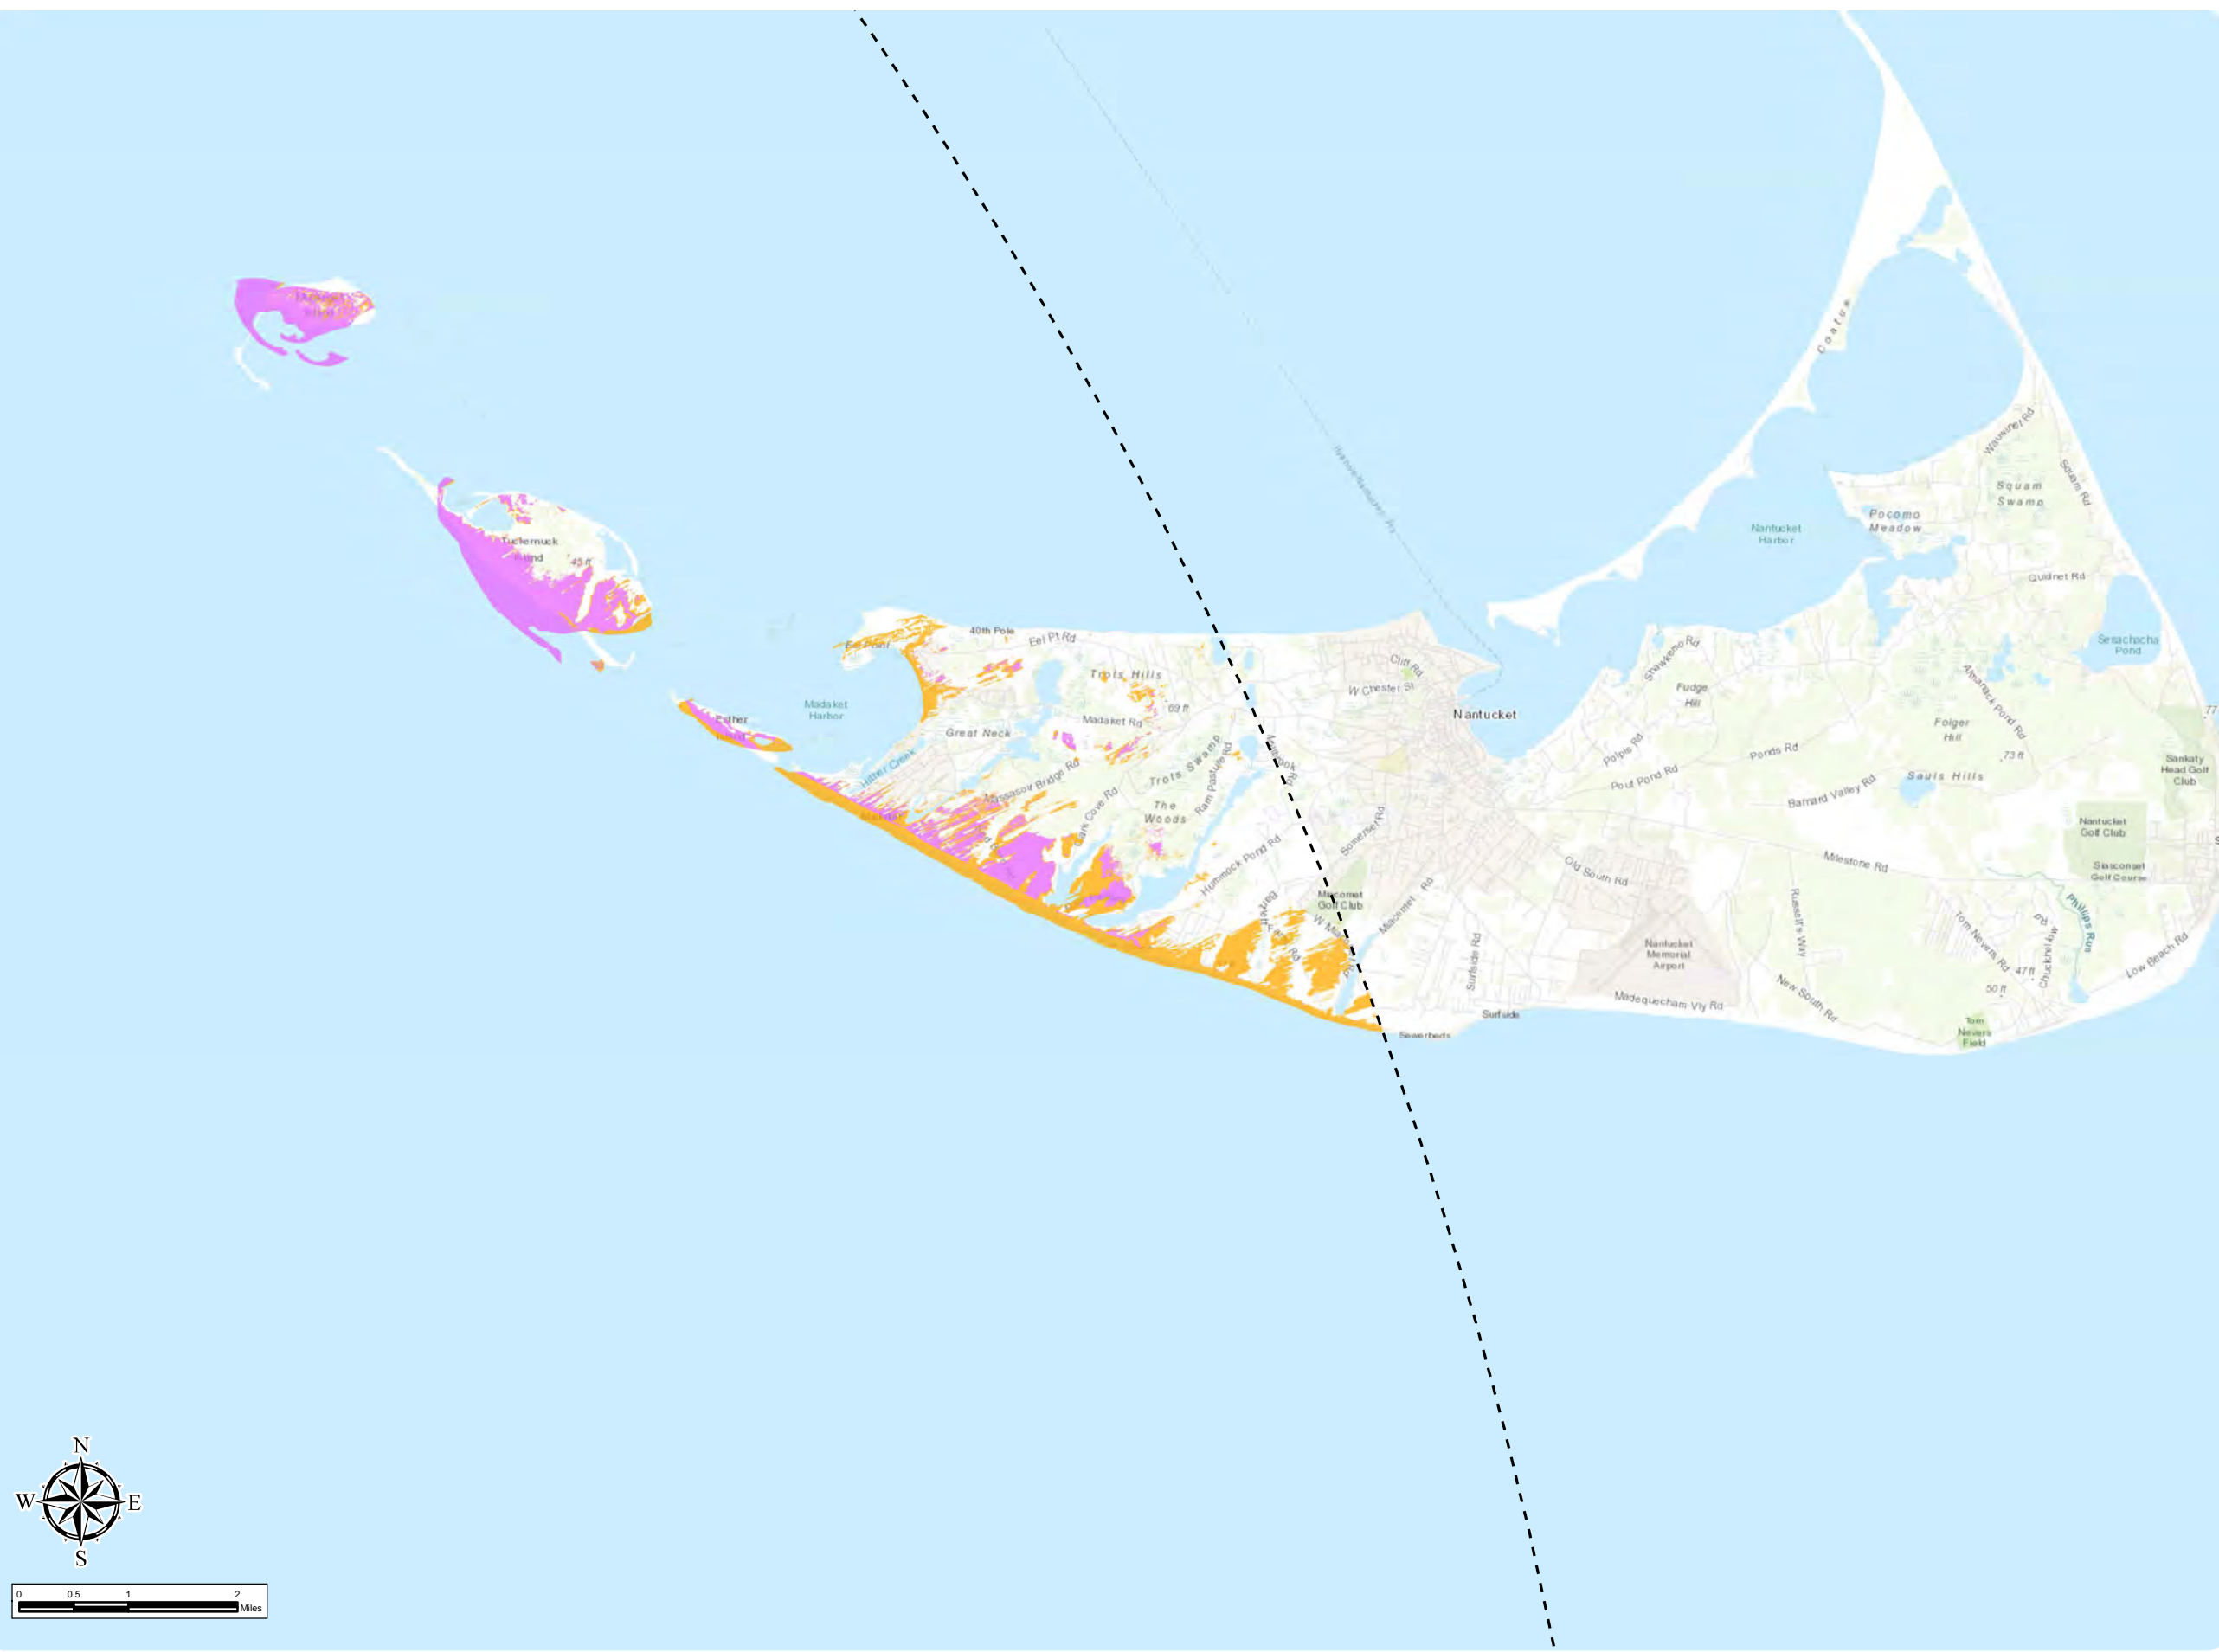 Coatue
Wauwinet Rd
Squam Rd
Squam
Swamp
Pocomo
Meadow
Nantucket
Harbor
Quidnet Rd
Sesachacha
Pond
Tuckernuck
45 ft
40th Pole
Eel Pt Rd
Eel Point
Trots Hills
69 ft
Cliff Rd
W Chester St
Nantucket
Shawkemo Rd
Fudge
Hill
Almanack Pond Rd
77
Esther
Madaket
Harbor
Madaket Rd
Great Neck
Polpis Rd
Folger
Hill
Ponds Rd
73 ft
Sankaty
Head Golf
Club
Hither Creek
Massasoit Bridge Rd
Trots Swamp
Ram Pasture Rd
Pout Pond Rd
Sauls Hills
Barnard Valley Rd
The
Woods
Somerset Rd
Nantucket
Golf Club
Milestone Rd
Hummock Pond Rd
Old South Rd
Siasconset
Golf Course
Miacomet
Golf Club
Miacomet Rd
Russell's Way
Phillips Run
Tom Nevers Rd
Surfside Rd
Nantucket
Memorial
Airport
47 ft
Low Beach Rd
50 ft
New South Rd
Madequecham Vly Rd
Surfside
Sewerbeds
Tom
Nevers
Field
N
W E
S
0 0.5 1 2
Miles